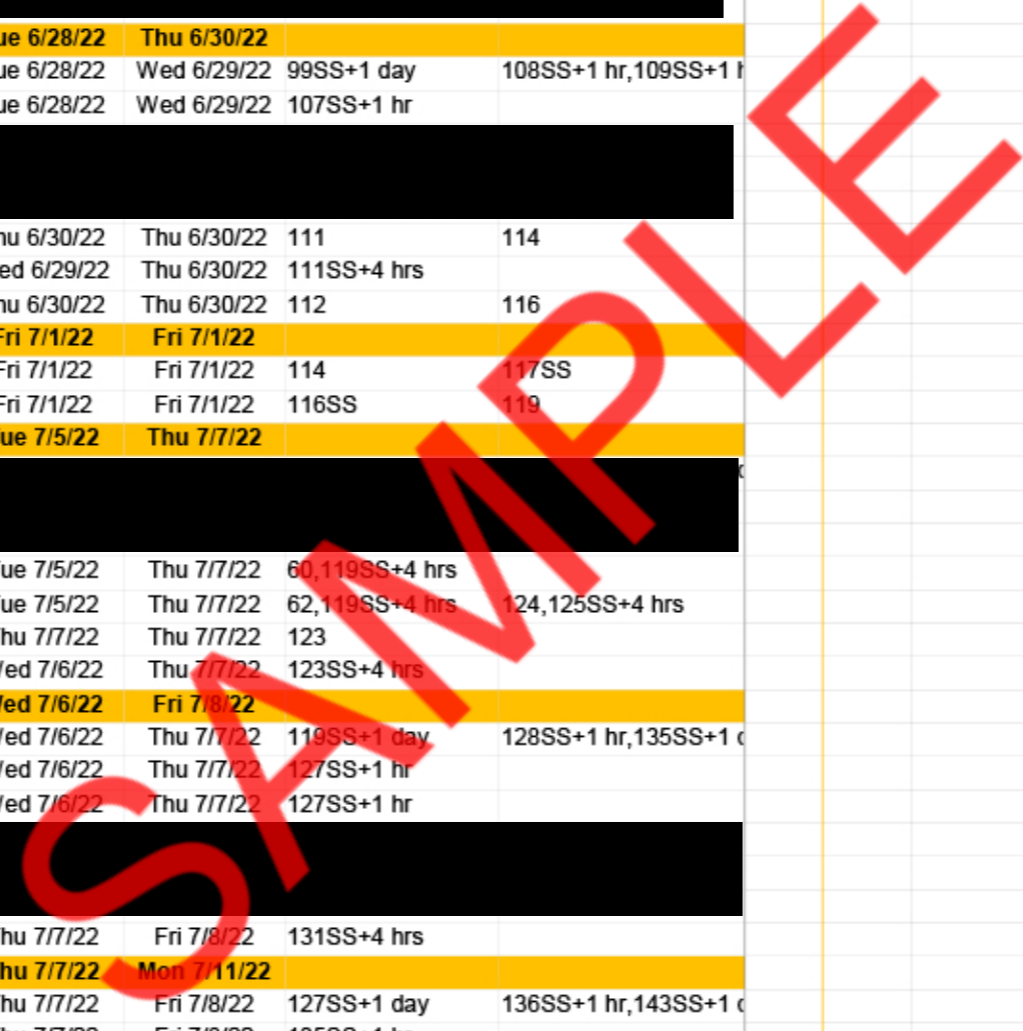 ue 6/28/22 Thu 6/30/22
ue 6/28/22 Wed 6/29/22 99SS+1 day 108SS+1 hr,109SS+1 h
ue 6/28/22 Wed 6/29/22 107SS+1 hr
hu 6/30/22 Thu 6/30/22 111 114
ed 6/29/22 Thu 6/30/22 111SS+4 hrs
hu 6/30/22 Thu 6/30/22 112 116
Fri 7/1/22 Fri 7/1/22
Fri 7/1/22 Fri 7/1/22 114 117SS
Fri 7/1/22 Fri 7/1/22 116SS 119
ue 7/5/22 Thu 7/7/22
ue 7/5/22 Thu 7/7/22 60,119SS+4 hrs
ue 7/5/22 Thu 7/7/22 62,119SS+4 hrs 124,125SS+4 hrs
hu 7/7/22 Thu 7/7/22 123
ed 7/6/22 Thu 7/7/22 123SS+4 hrs
ed 7/6/22 Fri 7/8/22
ed 7/6/22 Thu 7/7/22 119SS+1 day 128SS+1 hr,135SS+1 d
ed 7/6/22 Thu 7/7/22 127SS+1 hr
ed 7/6/22 Thu 7/7/22 127SS+1 hr
hu 7/7/22 Fri 7/8/22 131SS+4 hrs
hu 7/7/22 Mon 7/11/22
hu 7/7/22 Fri 7/8/22 127SS+1 day 136SS+1 hr,143SS+1 d
SAMPLE